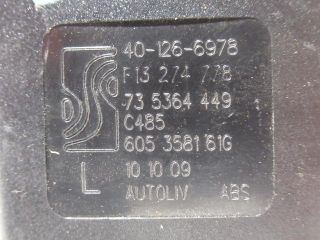 40-126-6978
F13 274 778
73 5364 449
C485
605 3581 61G
L 10.10.09
AUTOLIV ABS